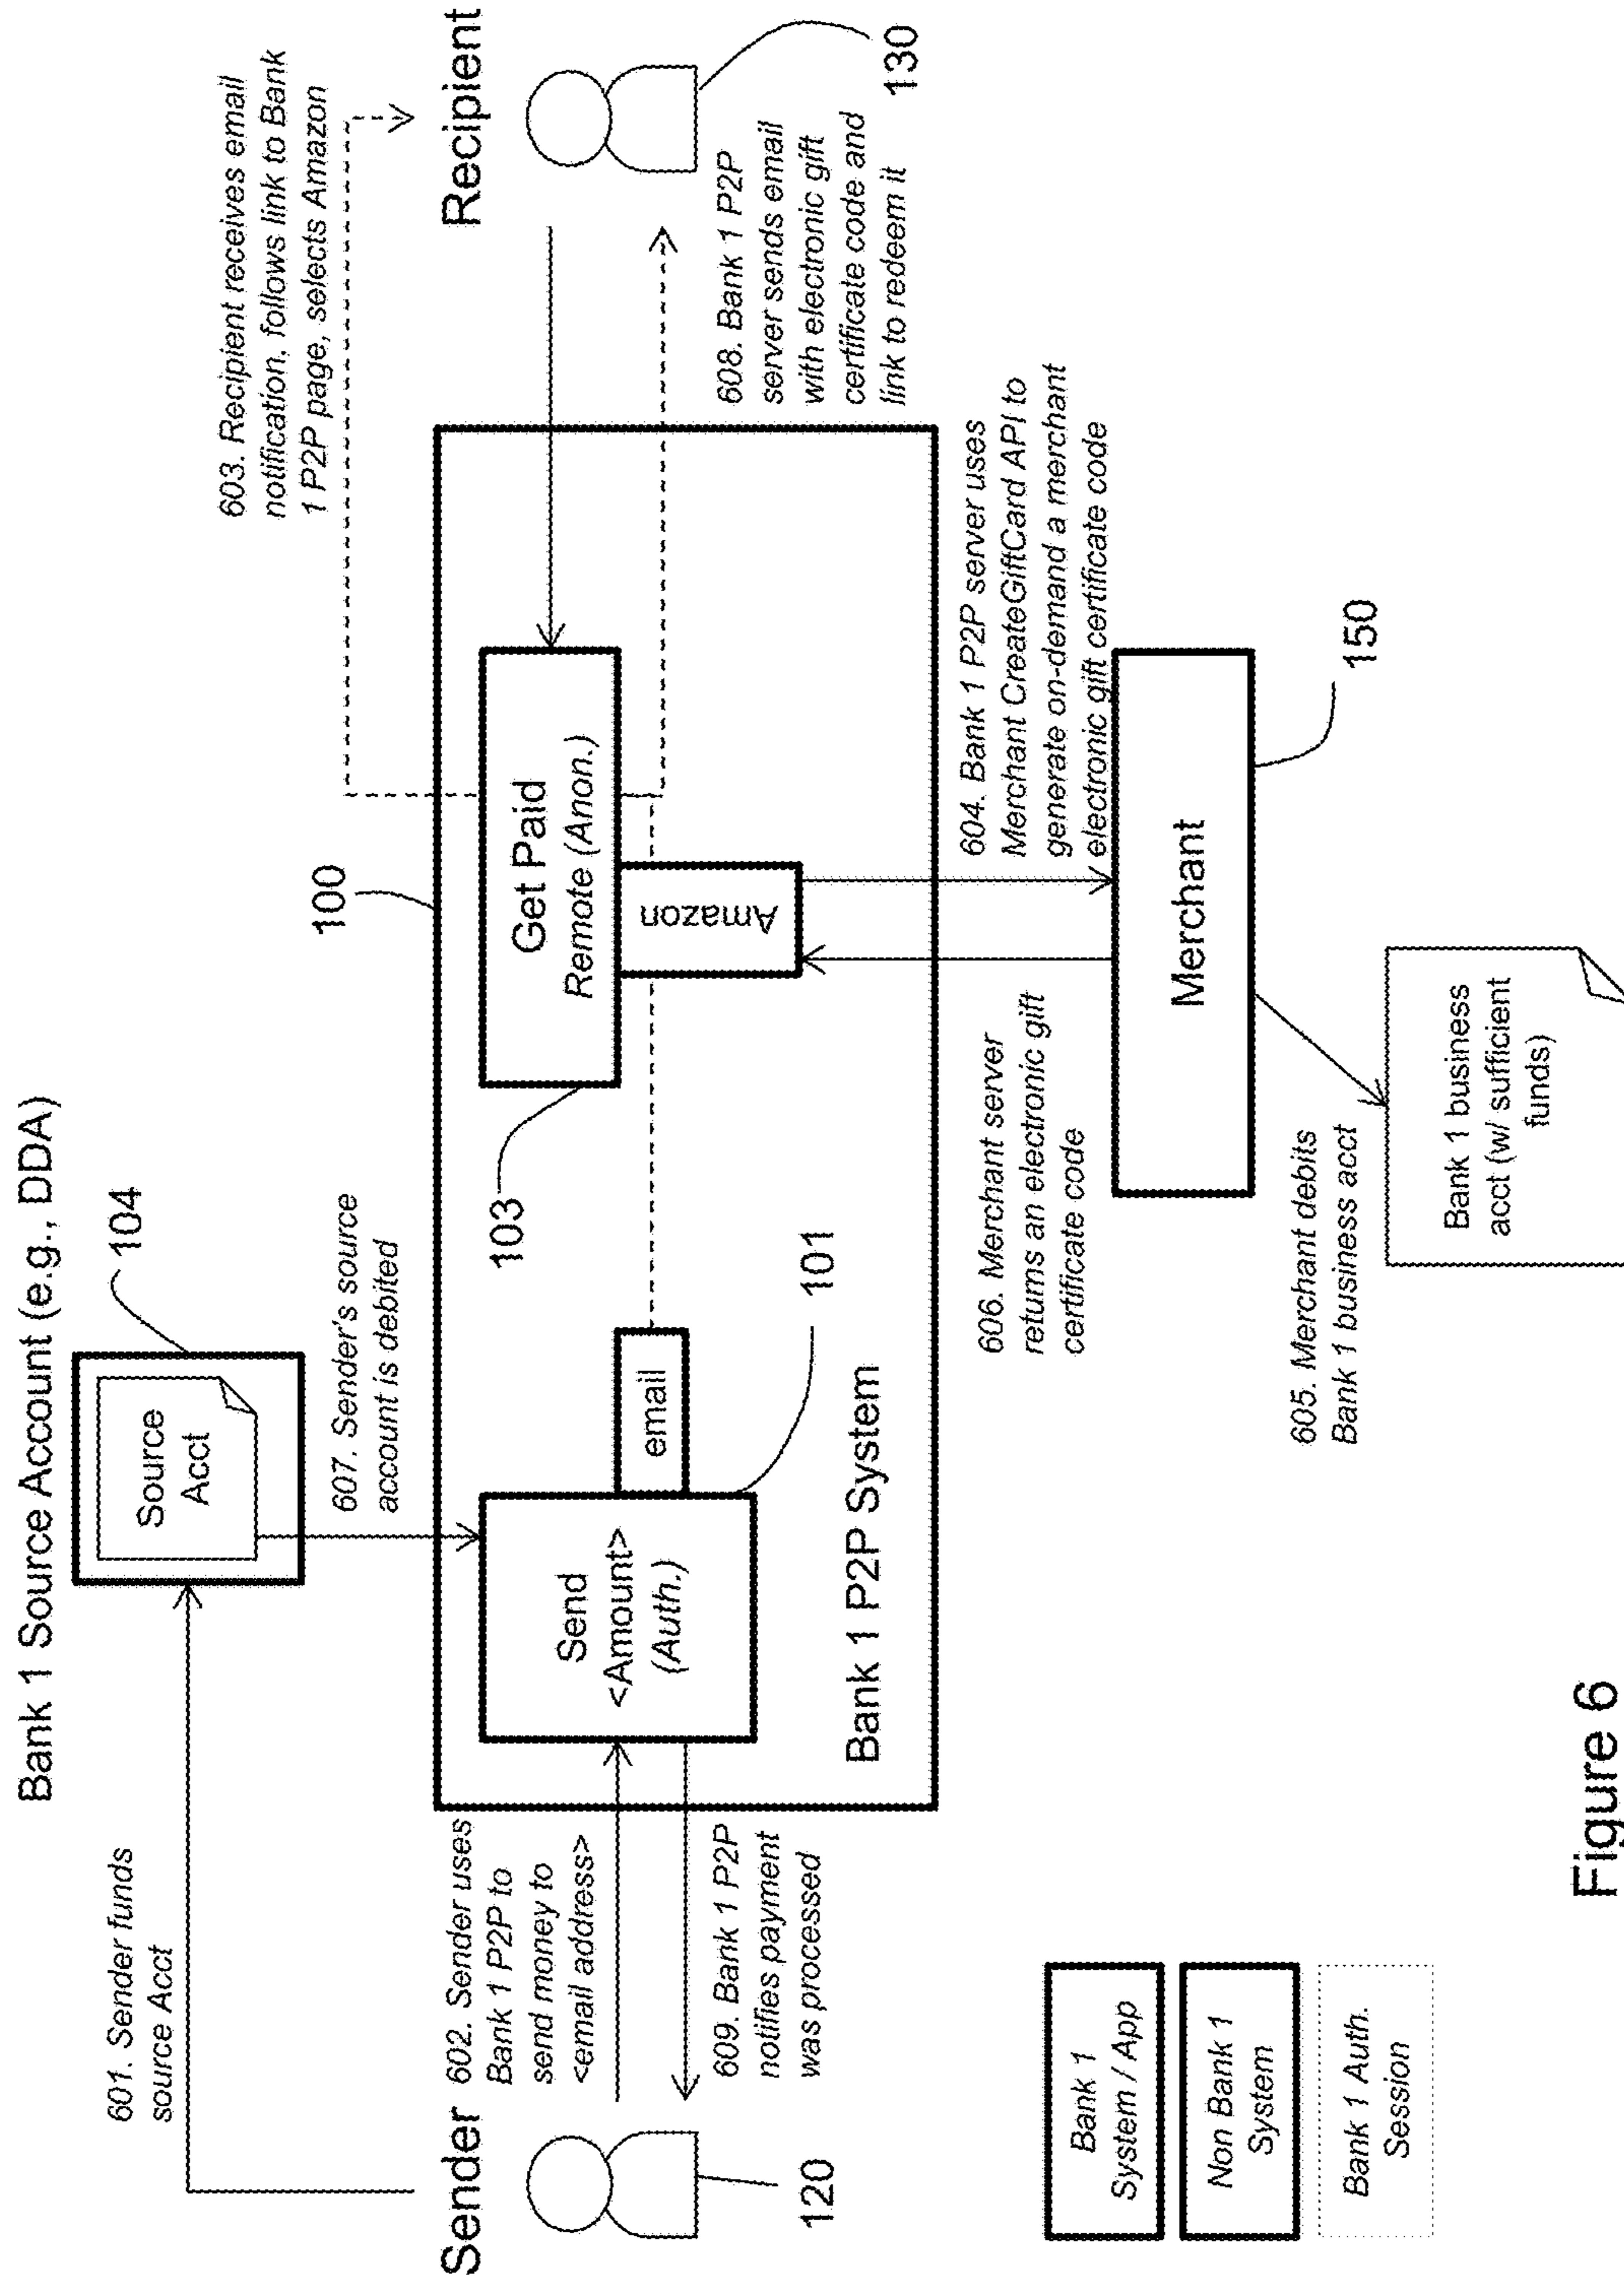 Bank 1 Source Account (e.g., DDA)
601. Sender funds
source Acct
Source
Acct
104
607. Sender's source
account is debited
100
603. Recipient receives email
notification, follows link to Bank
1 P2P page, selects Amazon
Sender
120
602. Sender uses
Bank 1 P2P to
send money to
<email address>
609. Bank 1 P2P
notifies payment
was processed
Send
<Amount>
(Auth.)
email
101
Bank 1 P2P System
103
Get Paid
Remote (Anon.)
Amazon
Recipient
130
608. Bank 1 P2P
server sends email
with electronic gift
certificate code and
link to redeem it
606. Merchant server
returns an electronic gift
certificate code
604. Bank 1 P2P server uses
Merchant CreateGiftCard API to
generate on-demand a merchant
electronic gift certificate code
Merchant
150
605. Merchant debits
Bank 1 business acct
Bank 1 business
acct (w/ sufficient
funds)
Bank 1
System / App
Non Bank 1
System
Bank 1 Auth.
Session
Figure 6